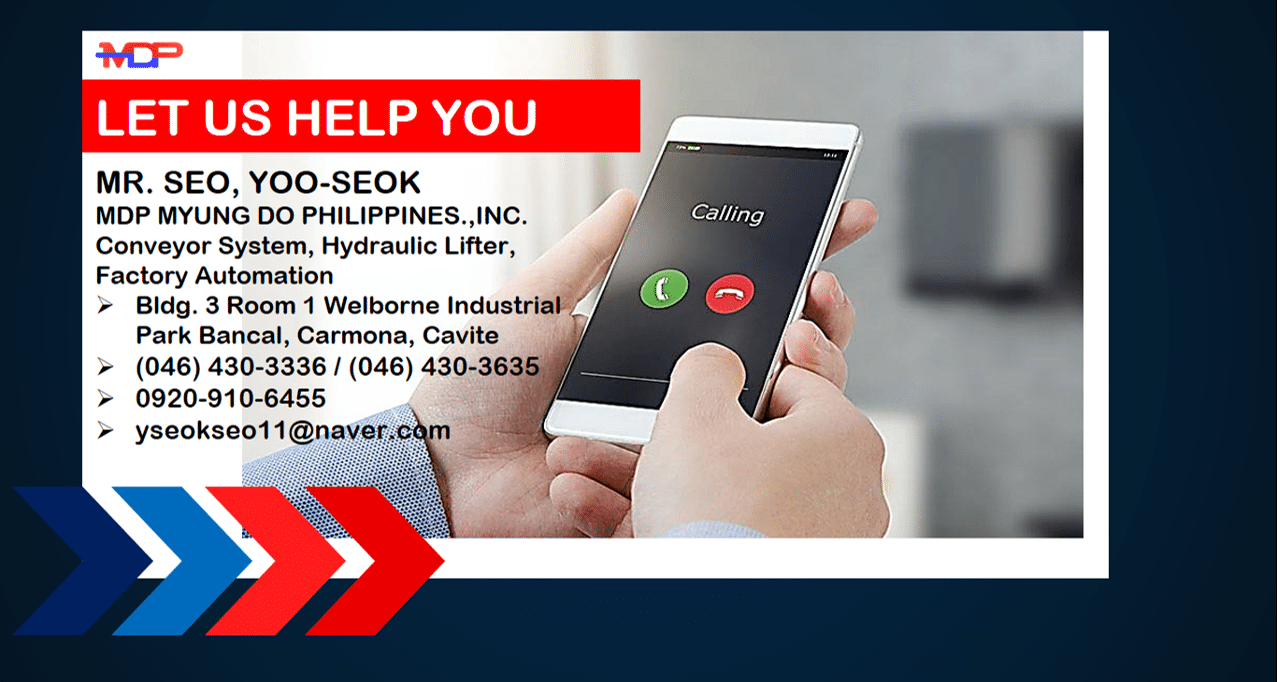 MDP
LET US HELP YOU
MR. SEO, YOO-SEOK
MDP MYUNG DO PHILIPPINES.,INC.
Conveyor System, Hydraulic Lifter,
Factory Automation
Bldg. 3 Room 1 Welborne Industrial
Park Bancal, Carmona, Cavite
(046) 430-3336 / (046) 430-3635
0920-910-6455
yseokseo11@naver.com
Calling